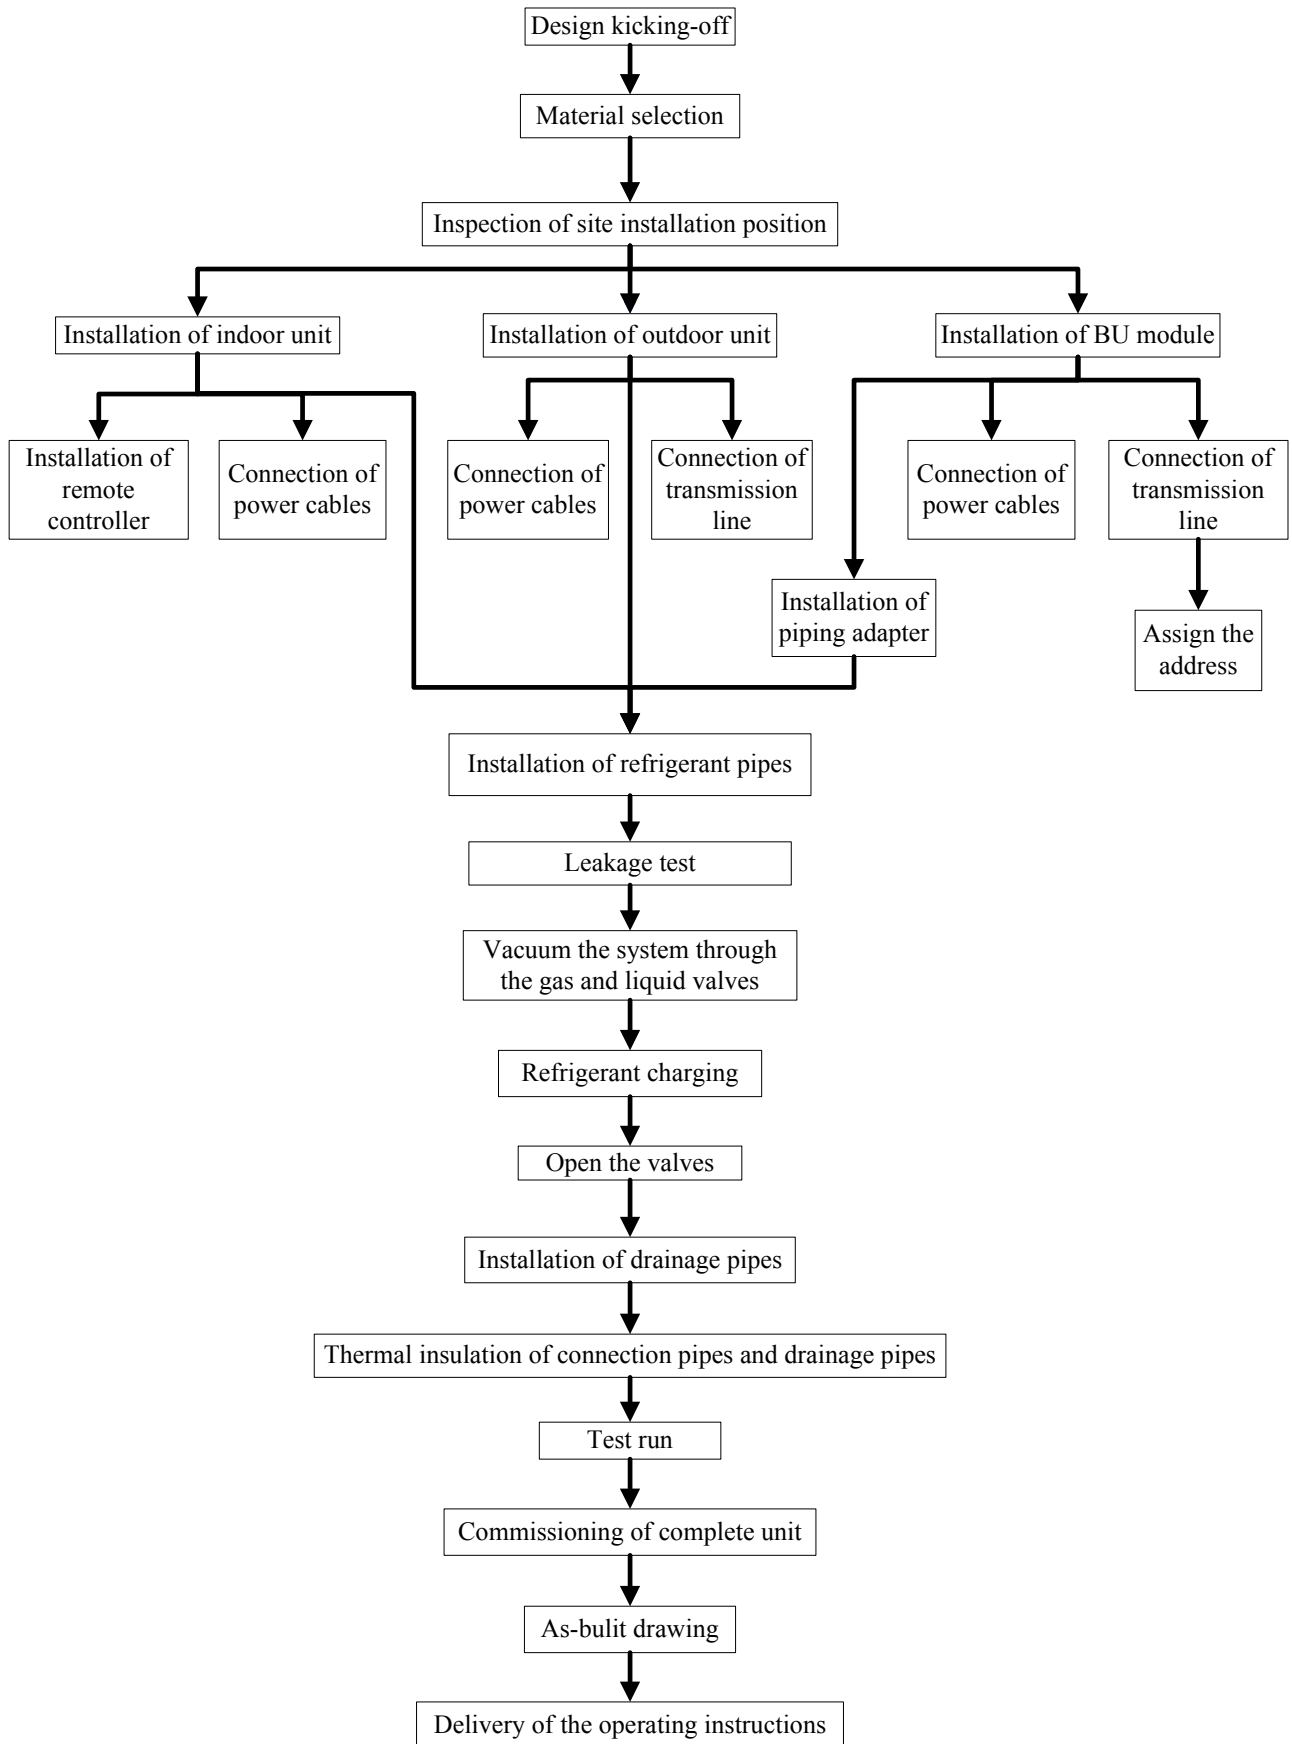 Design kicking-off
Material selection
Inspection of site installation position
Installation of indoor unit
Installation of outdoor unit
Installation of BU module
Installation of
remote
controller
Connection of
power cables
Connection of
power cables
Connection of
transmission
line
Connection of
power cables
Connection of
transmission
line
Installation of
piping adapter
Assign the
address
Installation of refrigerant pipes
Leakage test
Vacuum the system through
the gas and liquid valves
Refrigerant charging
Open the valves
Installation of drainage pipes
Thermal insulation of connection pipes and drainage pipes
Test run
Commissioning of complete unit
As-bulit drawing
Delivery of the operating instructions